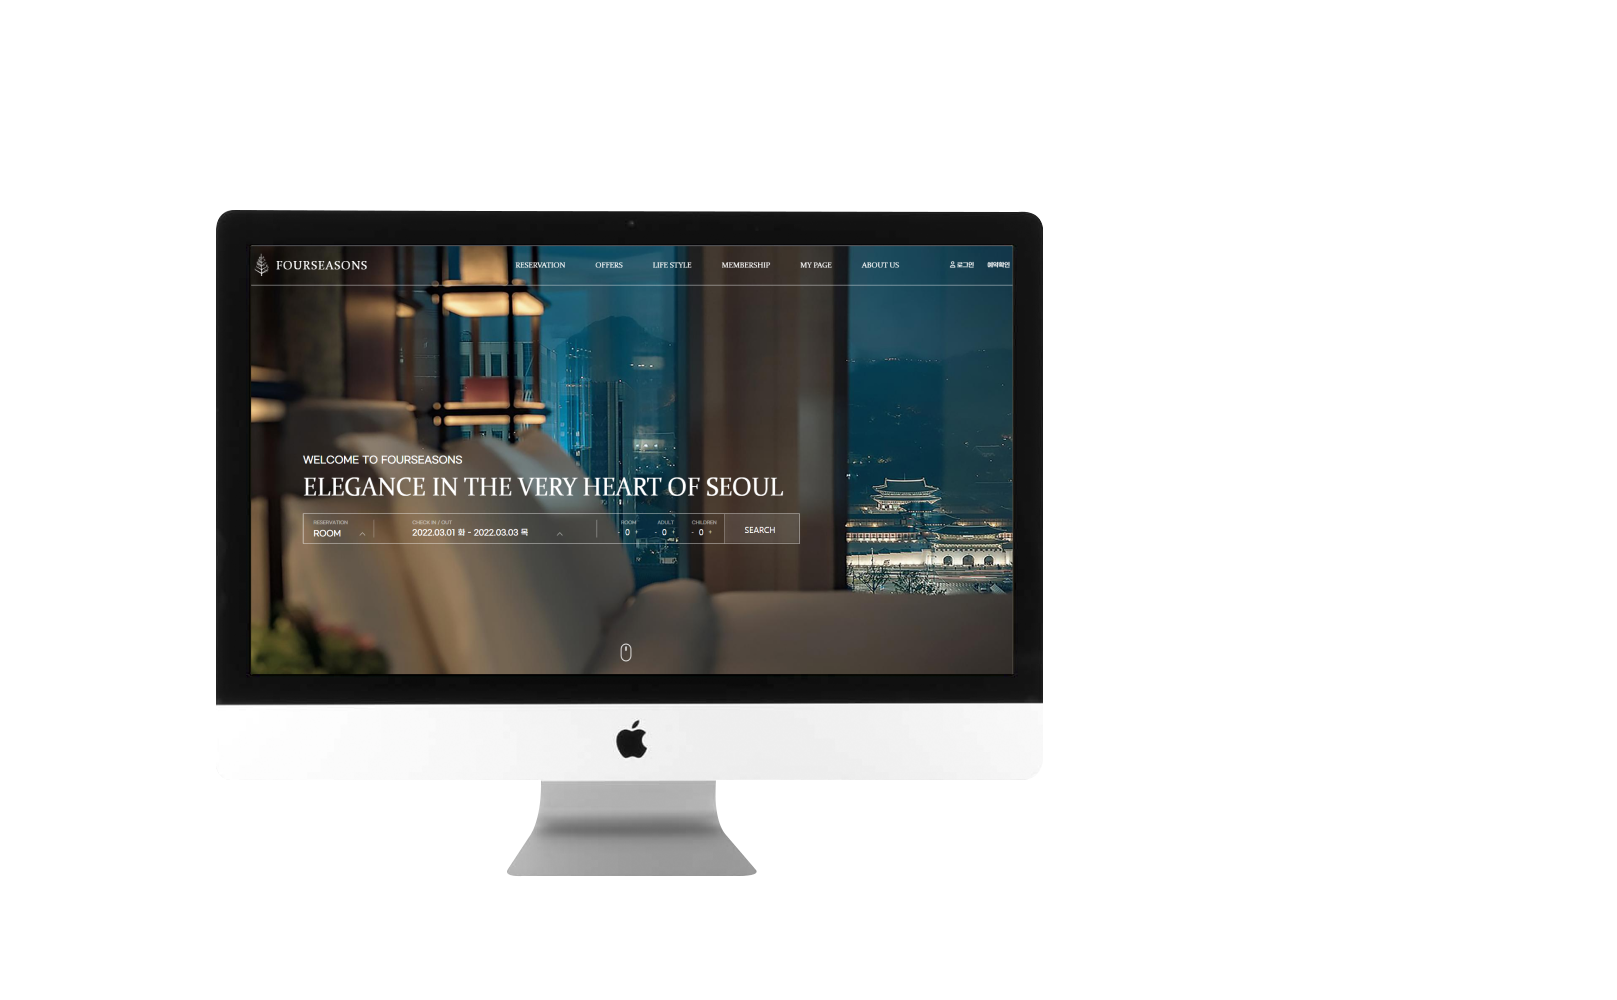 FOURSEASONS
RESERVATION OFFERS LIFE STYLE MEMBERSHIP MY PAGE ABOUT US 로그인 예약확인
WELCOME TO FOURSEASONS
ELEGANCE IN THE VERY HEART OF SEOUL
RESERVATION CHECK IN / OUT ROOM ADULT CHILDREN
ROOM 2022.03.01 화 - 2022.03.03 목 - 0 + - 0 + - 0 + SEARCH